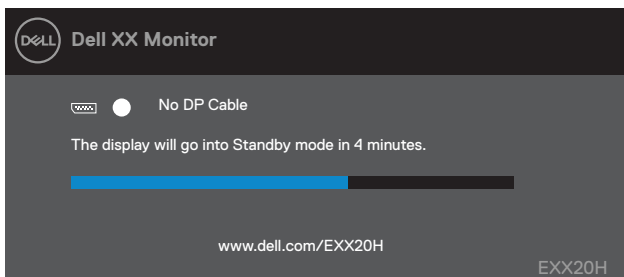 DELL Dell XX Monitor
No DP Cable
The display will go into Standby mode in 4 minutes.
www.dell.com/EXX20H
EXX20H